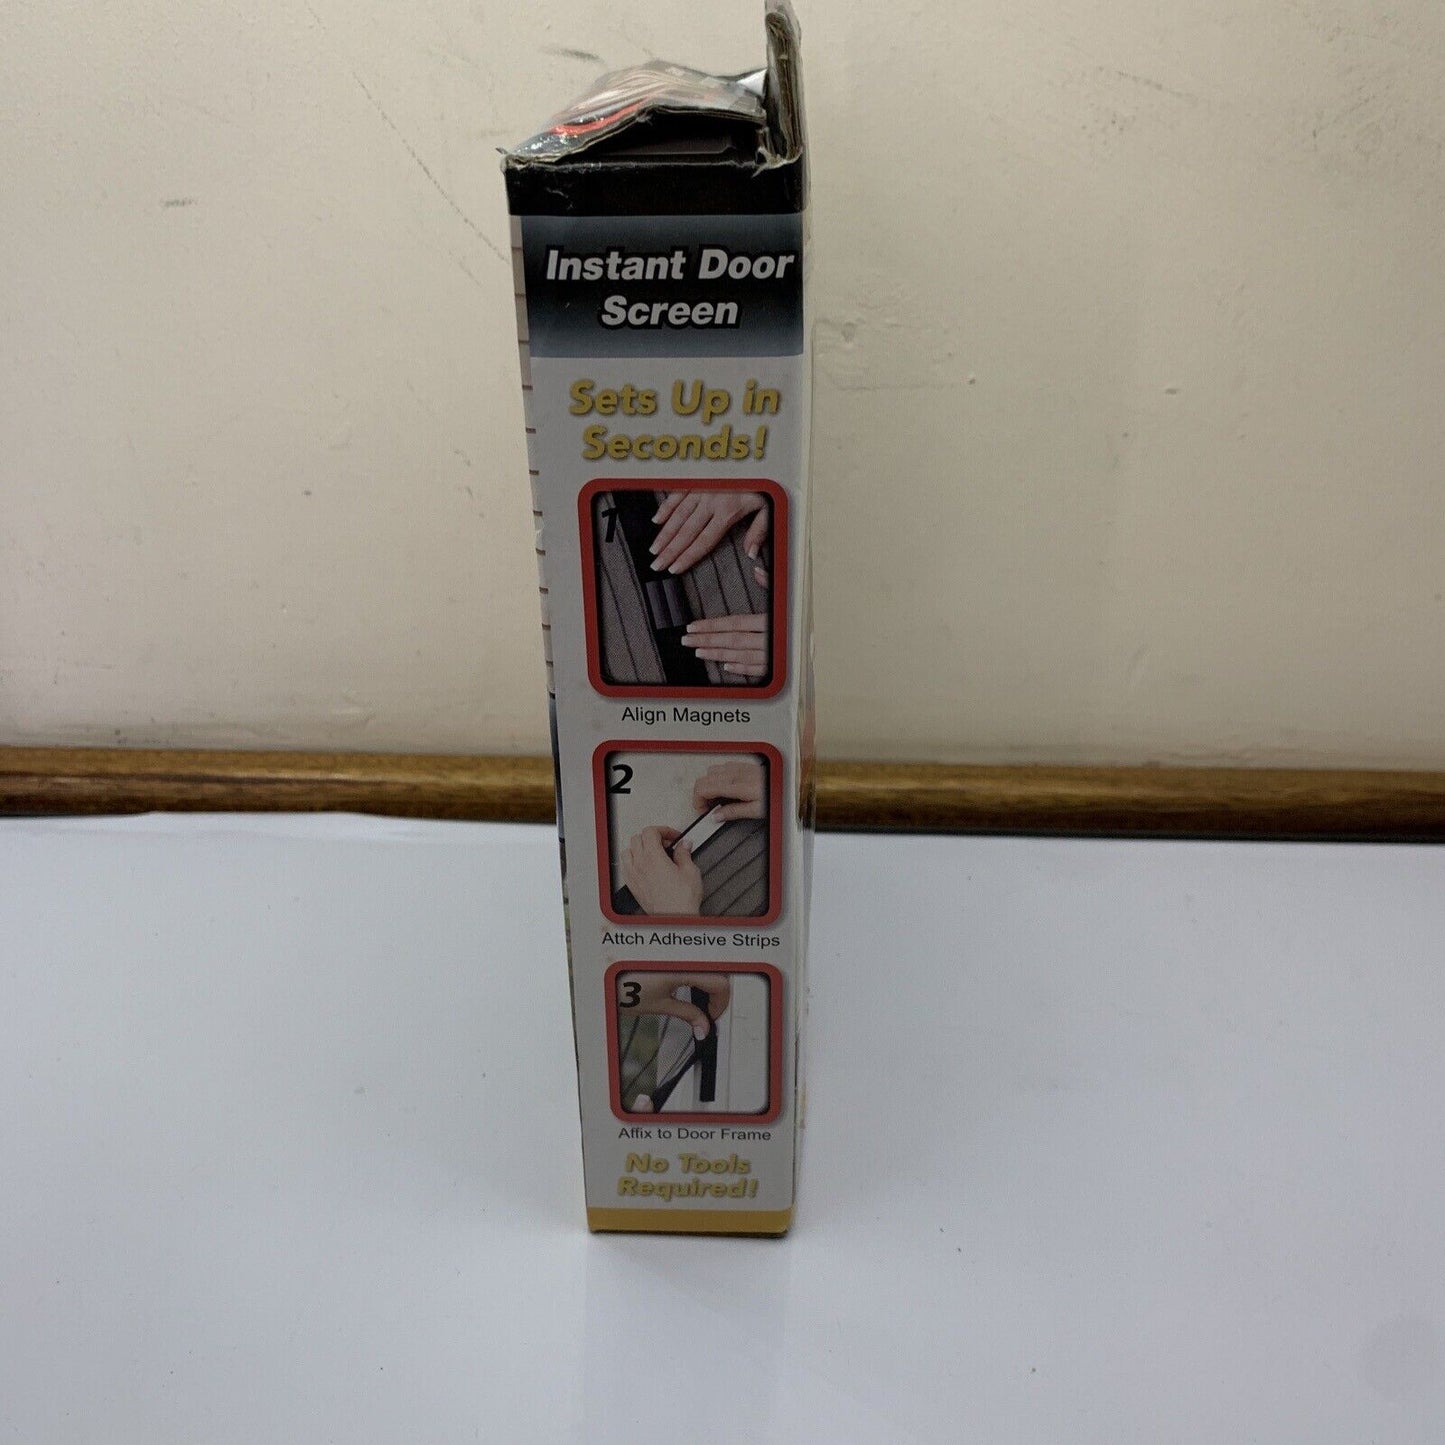 Instant Door
Screen
Sets Up in
Seconds!
1
Align Magnets
2
Attch Adhesive Strips
3
Affix to Door Frame
No Tools
Required!